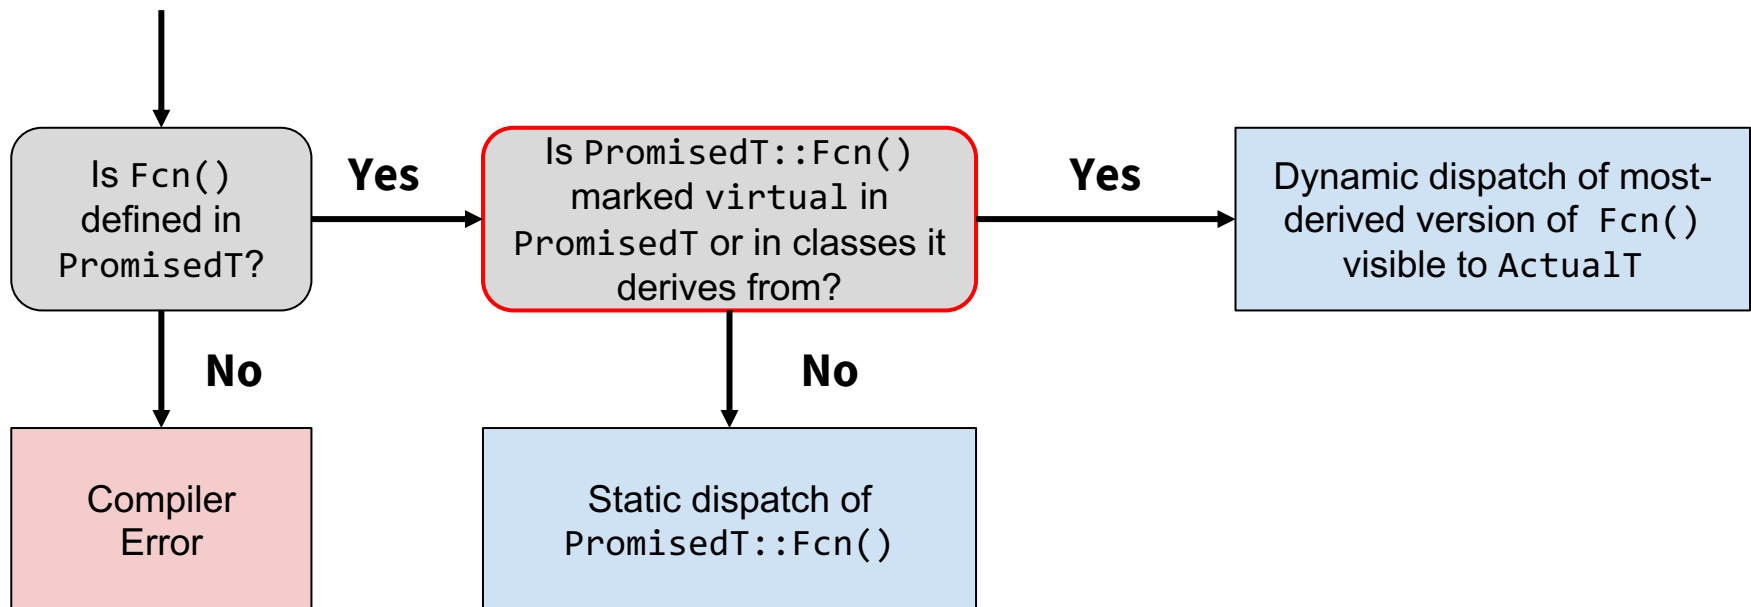 Is Fcn()
defined in
PromisedT?
Yes
Is PromisedT::Fcn()
marked virtual in
PromisedT or in classes it
derives from?
Yes
Dynamic dispatch of most-
derived version of Fcn()
visible to ActualT
No
No
Compiler
Error
Static dispatch of
PromisedT::Fcn()